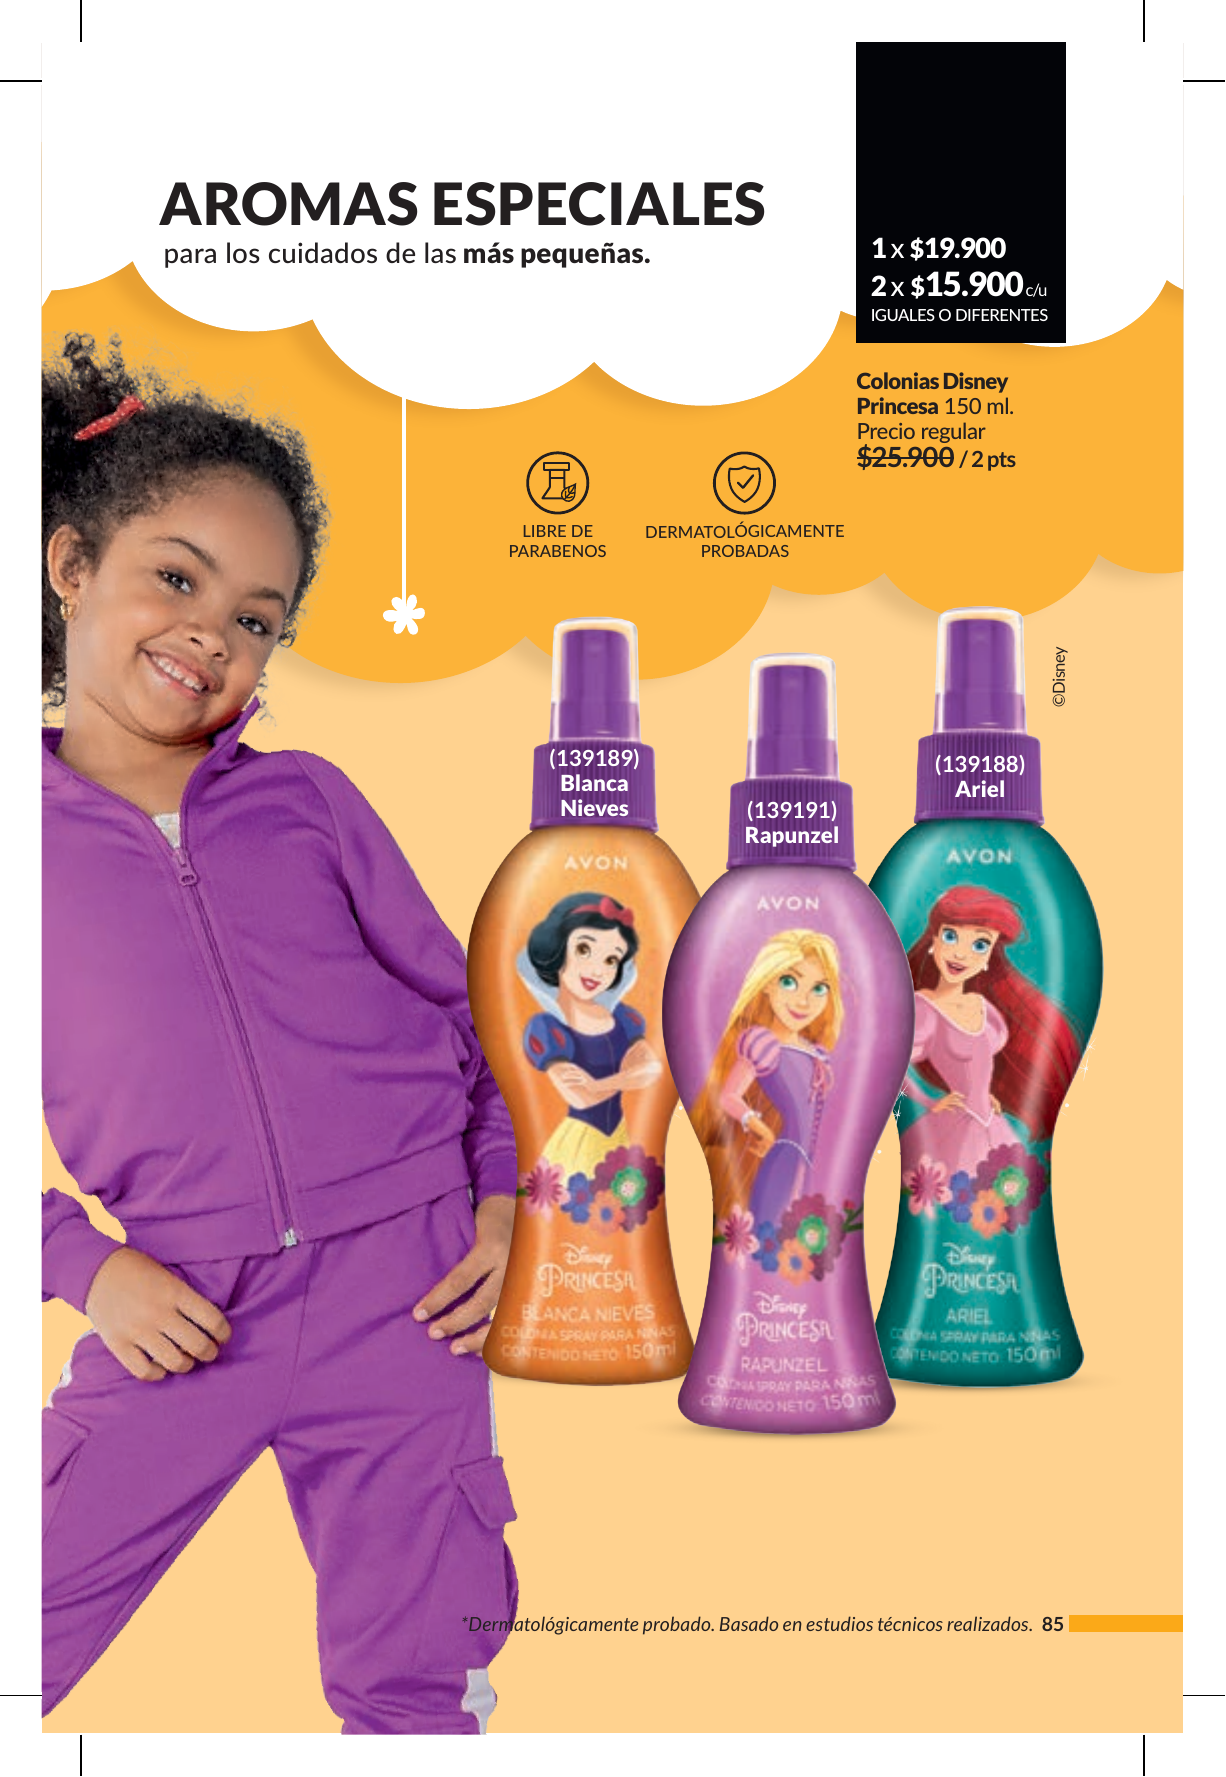 AROMAS ESPECIALES
para los cuidados de las más pequeñas.
1 x $19.900
2 x $15.900 c/u
IGUALES O DIFERENTES
Colonias Disney
Princesa 150 ml.
Precio regular
$25.900 / 2 pts
LIBRE DE
PARABENOS
DERMATOLÓGICAMENTE
PROBADAS
©Disney
(139189)
Blanca
Nieves
AVON
Disney
PRINCESA
BLANCA NIEVES
COLONIA SPRAY PARA NIÑAS
CONTENIDO NETO: 150 ml
(139191)
Rapunzel
AVON
Disney
PRINCESA
RAPUNZEL
COLONIA SPRAY PARA NIÑAS
CONTENIDO NETO: 150 ml
(139188)
Ariel
AVON
Disney
PRINCESA
ARIEL
COLONIA SPRAY PARA NIÑAS
CONTENIDO NETO: 150 ml
*Dermatológicamente probado. Basado en estudios técnicos realizados. 85